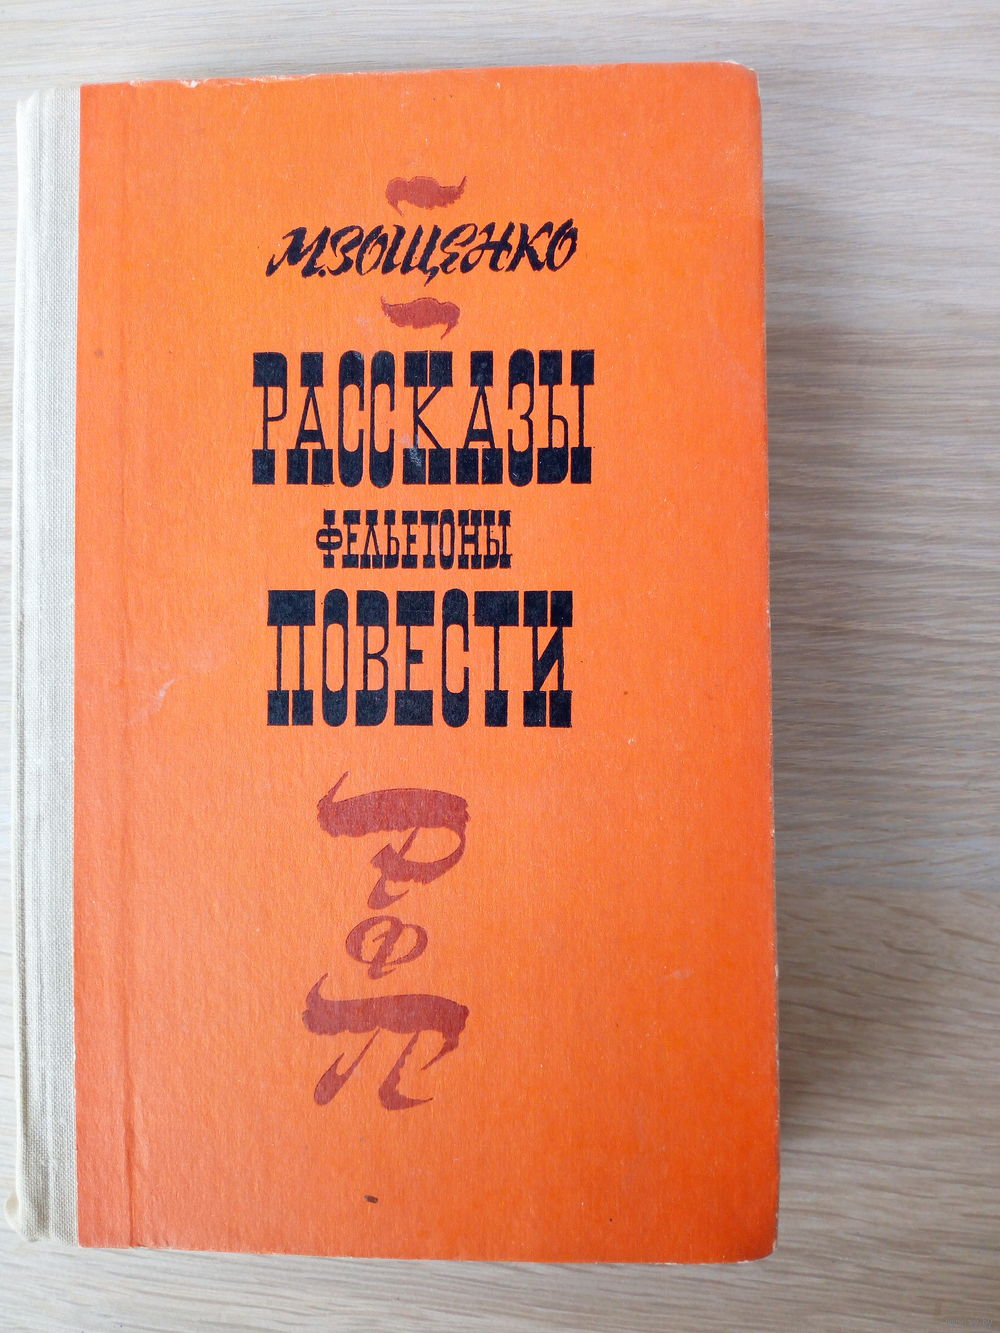 М.ЗОЩЕНКО
РАССКАЗЫ
ФЕЛЬЕТОНЫ
ПОВЕСТИ
Р
Ф
П